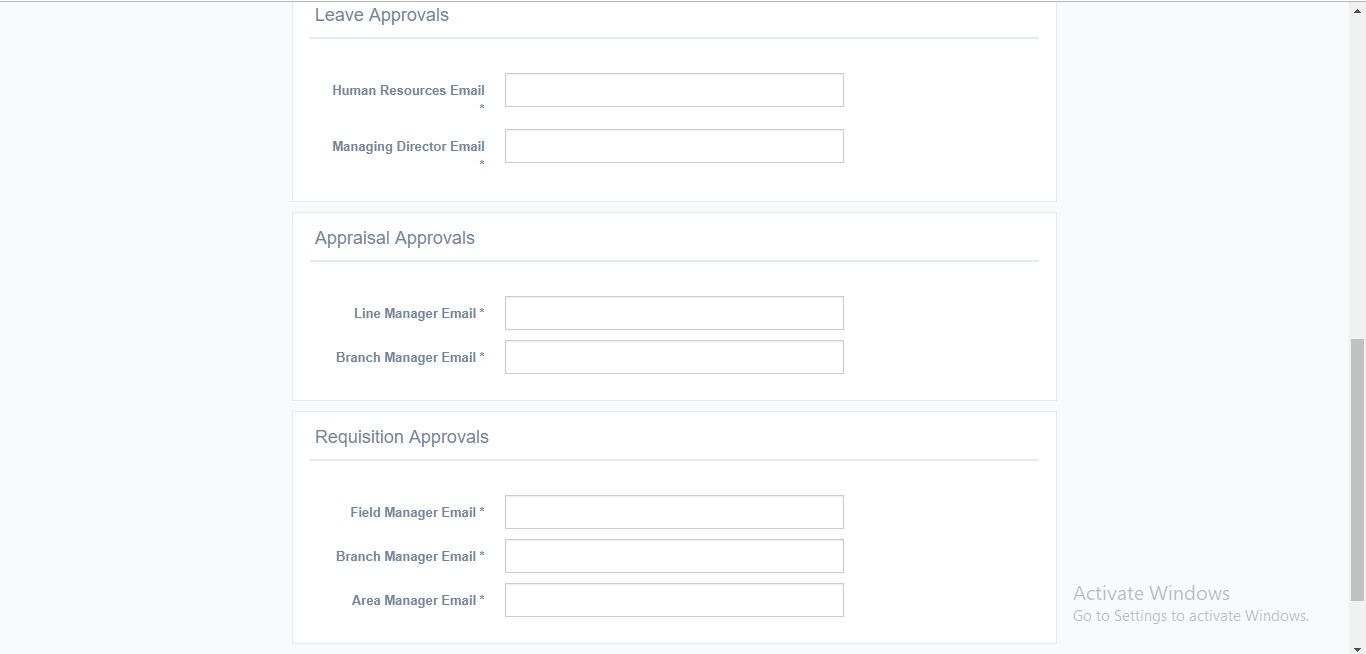 Leave Approvals
Human Resources Email
*
Managing Director Email
*
Appraisal Approvals
Line Manager Email *
Branch Manager Email *
Requisition Approvals
Field Manager Email *
Branch Manager Email *
Area Manager Email *
Activate Windows
Go to Settings to activate Windows.